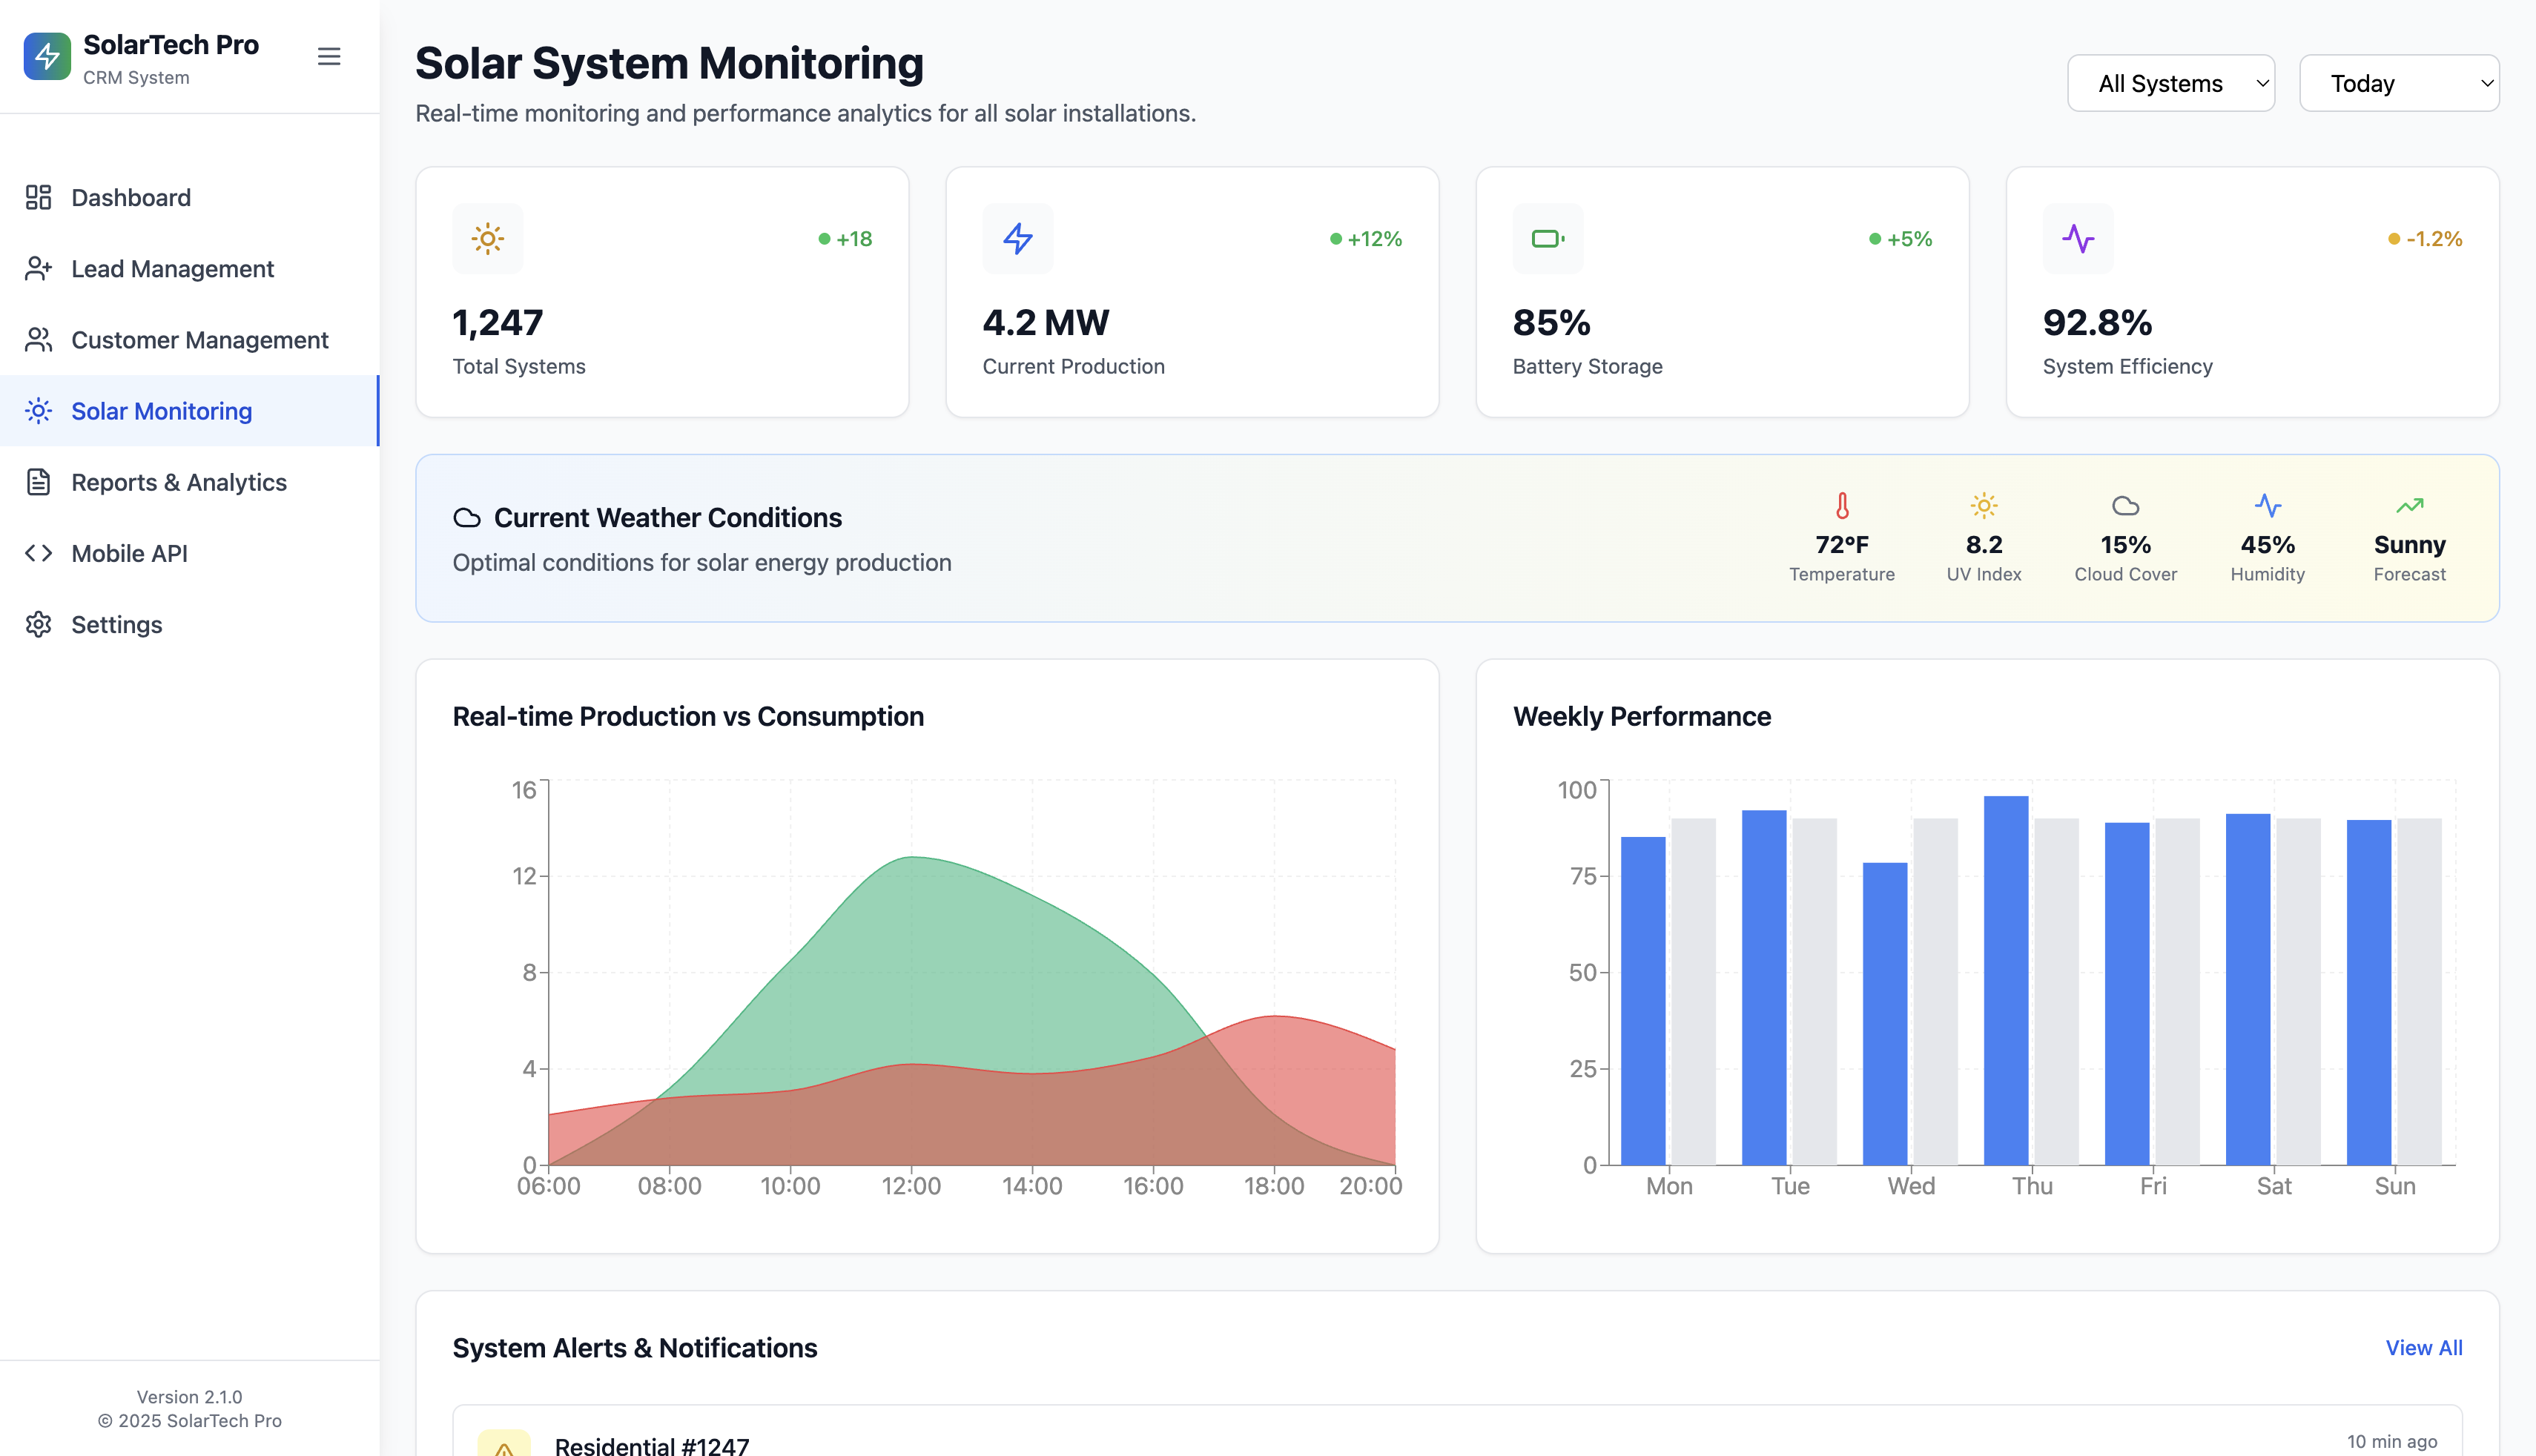 SolarTech Pro
CRM System
Dashboard
Lead Management
Customer Management
Solar Monitoring
Reports & Analytics
Mobile API
Settings
Version 2.1.0
© 2025 SolarTech Pro
Solar System Monitoring
Real-time monitoring and performance analytics for all solar installations.
All Systems
Today
+18
1,247
Total Systems
+12%
4.2 MW
Current Production
+5%
85%
Battery Storage
-1.2%
92.8%
System Efficiency
Current Weather Conditions
Optimal conditions for solar energy production
72°F
Temperature
8.2
UV Index
15%
Cloud Cover
45%
Humidity
Sunny
Forecast
Real-time Production vs Consumption
16
12
8
4
0
06:00 08:00 10:00 12:00 14:00 16:00 18:00 20:00
Weekly Performance
100
75
50
25
0
Mon Tue Wed Thu Fri Sat Sun
System Alerts & Notifications
View All
Residential #1247
10 min ago